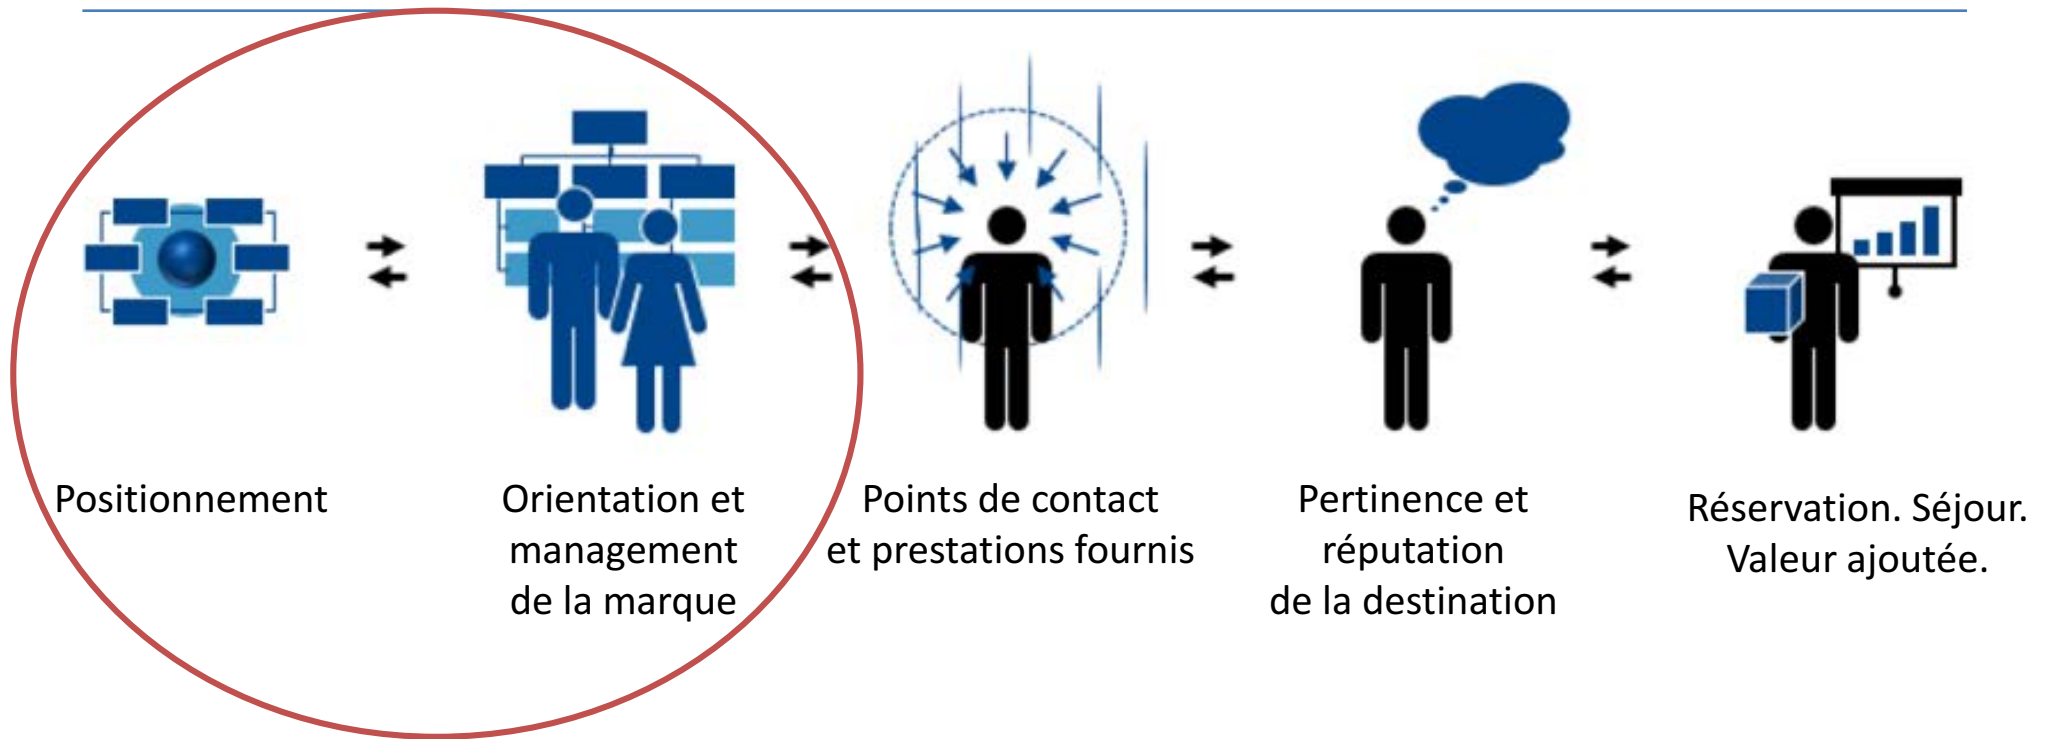 Positionnement
Orientation et
management
de la marque
Points de contact
et prestations fournis
Pertinence et
réputation
de la destination
Réservation. Séjour.
Valeur ajoutée.